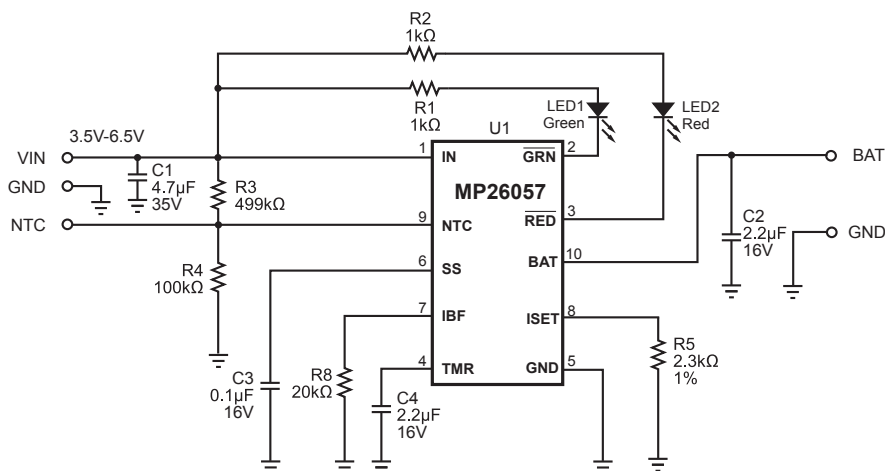 R2
1kΩ
R1
1kΩ
LED1
Green
LED2
Red
3.5V-6.5V
U1
VIN
GND
NTC
C1
4.7µF
35V
R3
499kΩ
R4
100kΩ
1
IN
GRN
2
MP26057
9
NTC
RED
3
6
SS
BAT
10
7
IBF
ISET
8
4
TMR
GND
5
BAT
C2
2.2µF
16V
GND
R5
2.3kΩ
1%
C3
0.1µF
16V
R8
20kΩ
C4
2.2µF
16V